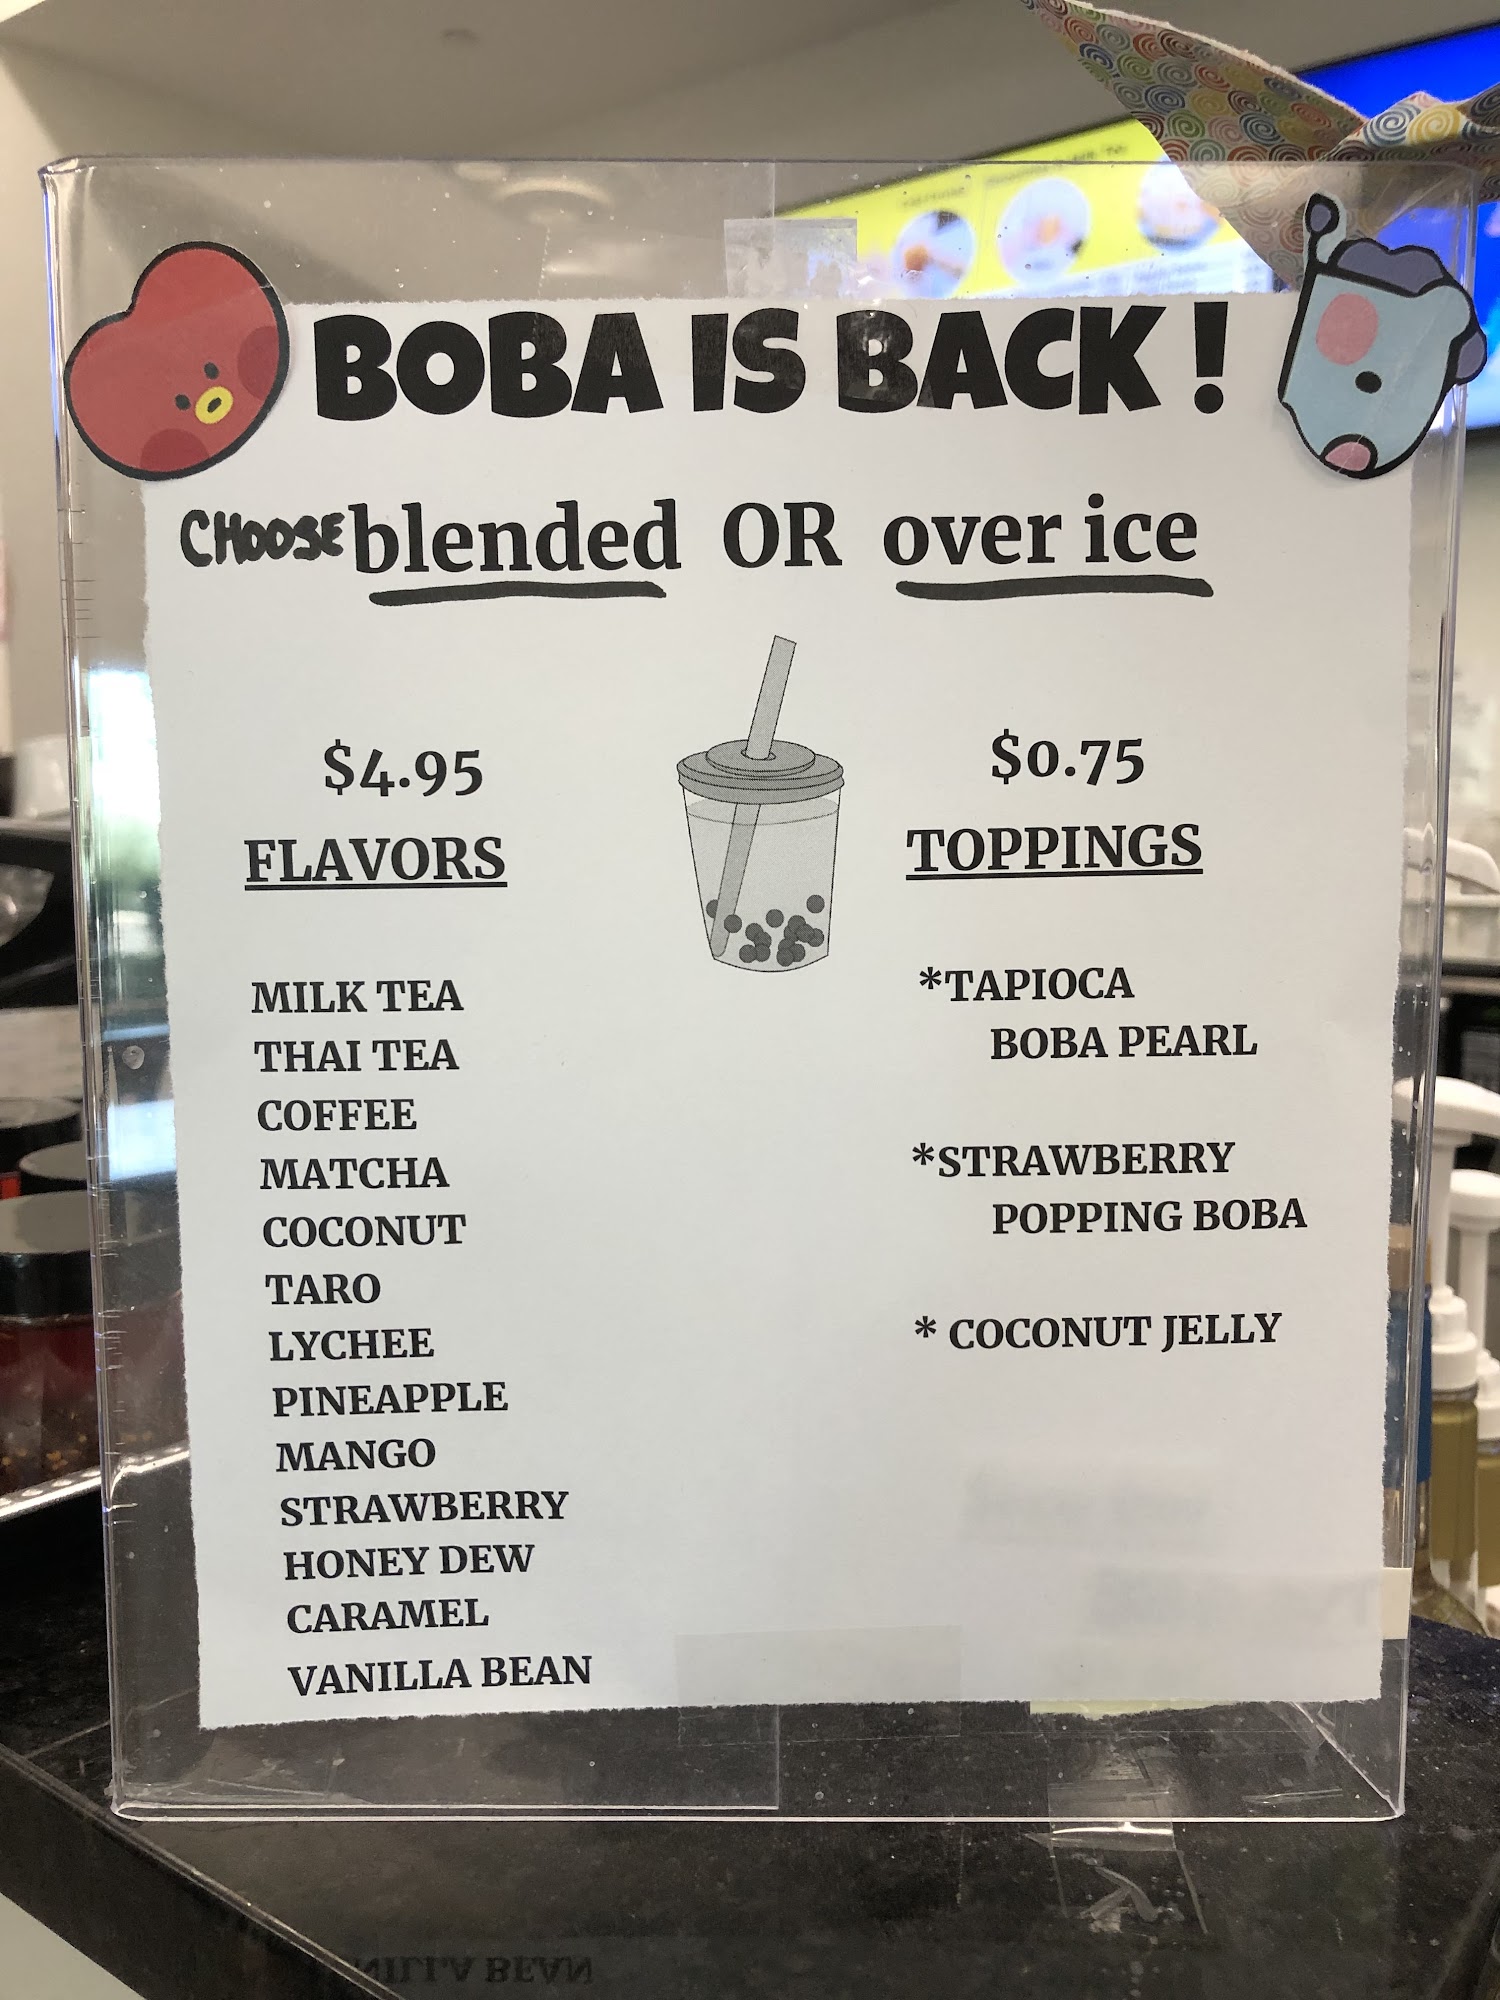 BOBA IS BACK!
CHOOSE blended OR over ice
$4.95
FLAVORS
MILK TEA
THAI TEA
COFFEE
MATCHA
COCONUT
TARO
LYCHEE
PINEAPPLE
MANGO
STRAWBERRY
HONEY DEW
CARAMEL
VANILLA BEAN
$0.75
TOPPINGS
*TAPIOCA
BOBA PEARL
*STRAWBERRY
POPPING BOBA
* COCONUT JELLY